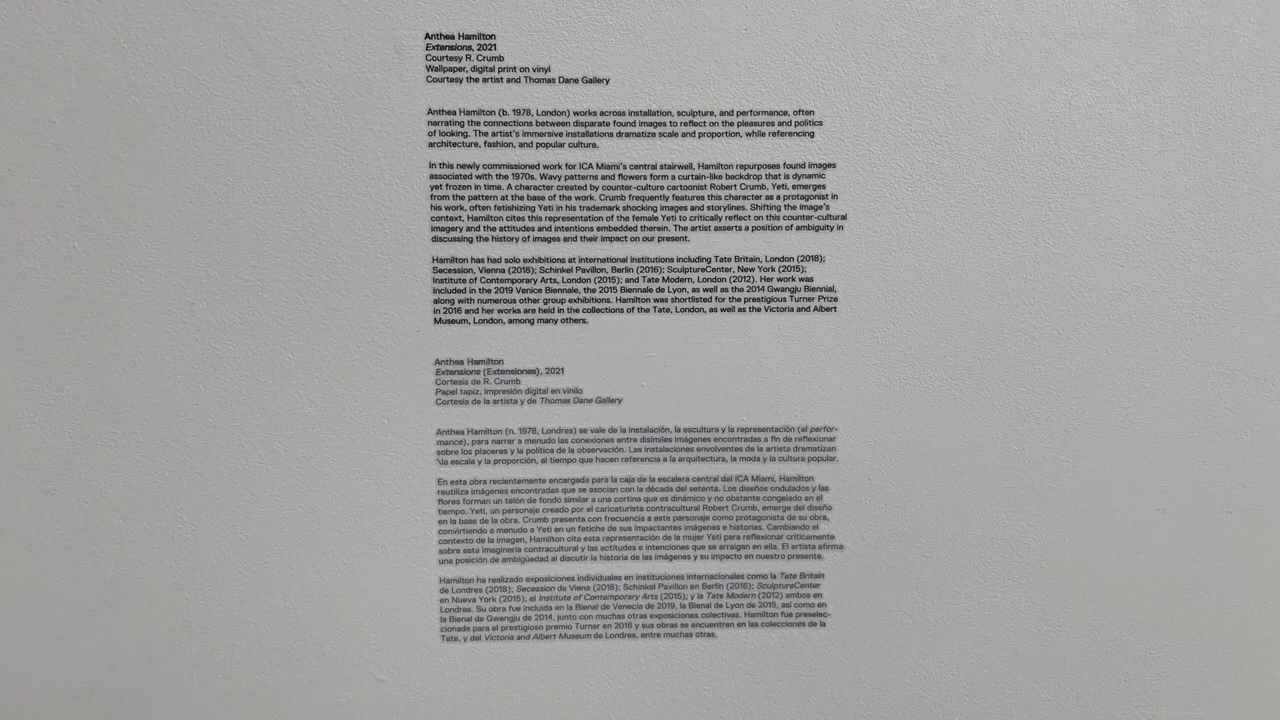 Anthea Hamilton
Extensions, 2021
Courtesy R. Crumb
Wallpaper, digital print on vinyl
Courtesy the artist and Thomas Dane Gallery
Anthea Hamilton (b. 1978, London) works across installation, sculpture, and performance, often
narrating the connections between disparate found images to reflect on the pleasures and politics
of looking. The artist's immersive installations dramatize scale and proportion, while referencing
architecture, fashion, and popular culture.
In this newly commissioned work for ICA Miami's central stairwell, Hamilton repurposes found images
associated with the 1970s. Wavy patterns and flowers form a curtain-like backdrop that is dynamic
yet frozen in time. A character created by counter-culture cartoonist Robert Crumb, Yeti, emerges
from the pattern at the base of the work. Crumb frequently features this character as a protagonist in
his work, often fetishizing Yeti in his trademark shocking images and storylines. Shifting the image's
context, Hamilton cites this representation of the female Yeti to critically reflect on this counter-cultural
imagery and the attitudes and intentions embedded therein. The artist asserts a position of ambiguity in
discussing the history of images and their impact on our present.
Hamilton has had solo exhibitions at international institutions including Tate Britain, London (2018);
Secession, Vienna (2018); Schinkel Pavillon, Berlin (2016); SculptureCenter, New York (2015);
Institute of Contemporary Arts, London (2015); and Tate Modern, London (2012). Her work was
included in the 2019 Venice Biennale, the 2015 Biennale de Lyon, as well as the 2014 Gwangju Biennial,
along with numerous other group exhibitions. Hamilton was shortlisted for the prestigious Turner Prize
in 2016 and her works are held in the collections of the Tate, London, as well as the Victoria and Albert
Museum, London, among many others.
Anthea Hamilton
Extensions (Extensiones), 2021
Cortesía de R. Crumb
Papel tapiz, impresión digital en vinilo
Cortesía de la artista y de Thomas Dane Gallery
Anthea Hamilton (n. 1978, Londres) se vale de la instalación, la escultura y la representación (el perfor-
mance), para narrar a menudo las conexiones entre disímiles imágenes encontradas a fin de reflexionar
sobre los placeres y la política de la observación. Las instalaciones envolventes de la artista dramatizan
\la escala y la proporción, al tiempo que hacen referencia a la arquitectura, la moda y la cultura popular.
En esta obra recientemente encargada para la caja de la escalera central del ICA Miami, Hamilton
reutiliza imágenes encontradas que se asocian con la década del setenta. Los diseños ondulados y las
flores forman un telón de fondo similar a una cortina que es dinámico y no obstante congelado en el
tiempo. Yeti, un personaje creado por el caricaturista contracultural Robert Crumb, emerge del diseño
en la base de la obra. Crumb presenta con frecuencia a este personaje como protagonista de su obra,
convirtiendo a menudo a Yeti en un fetiche de sus impactantes imágenes e historias. Cambiando el
contexto de la imagen, Hamilton cita esta representación de la mujer Yeti para reflexionar críticamente
sobre esta imaginería contracultural y las actitudes e intenciones que se arraigan en ella. El artista afirma
una posición de ambigüedad al discutir la historia de las imágenes y su impacto en nuestro presente.
Hamilton ha realizado exposiciones individuales en instituciones internacionales como la Tate Britain
de Londres (2018); Secession de Viena (2018); Schinkel Pavillon en Berlín (2016); SculptureCenter
en Nueva York (2015); el Institute of Contemporary Arts (2015); y la Tate Modern (2012) ambos en
Londres. Su obra fue incluida en la Bienal de Venecia de 2019, la Bienal de Lyon de 2015, así como en
la Bienal de Gwangju de 2014, junto con muchas otras exposiciones colectivas. Hamilton fue preselec-
cionada para el prestigioso premio Turner en 2016 y sus obras se encuentran en las colecciones de la
Tate, y del Victoria and Albert Museum de Londres, entre muchas otras.